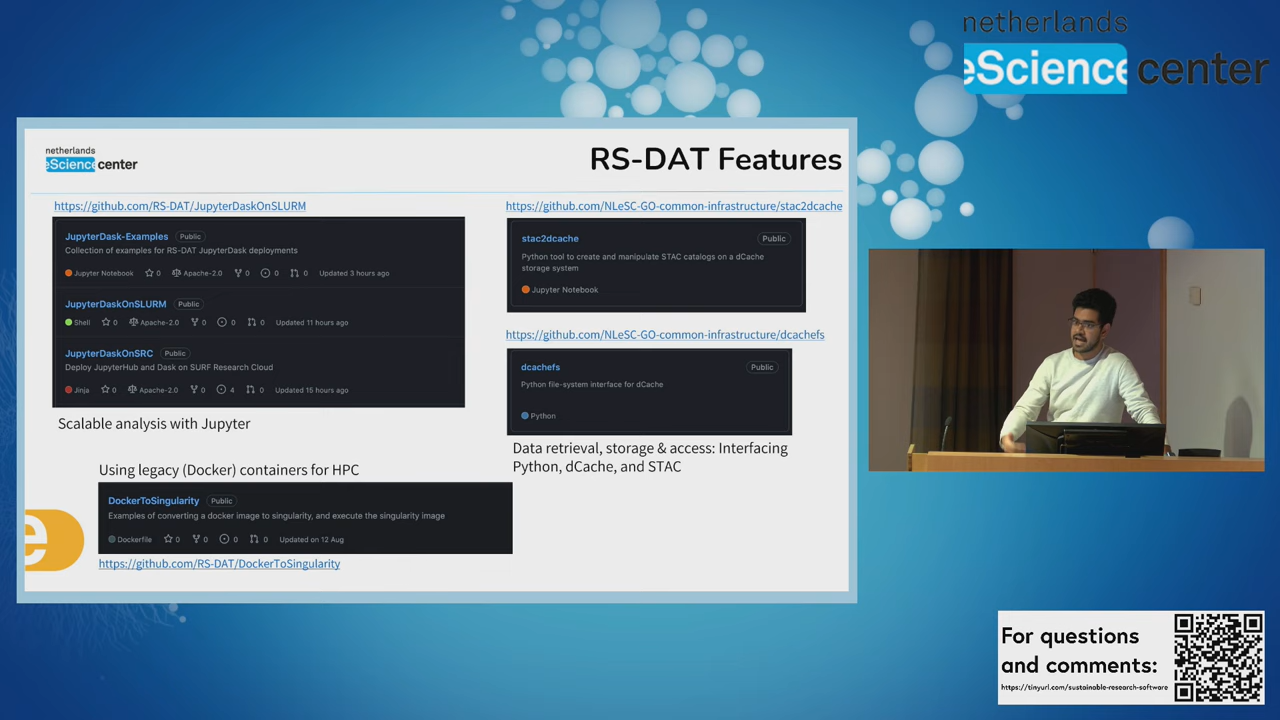 netherlands
eScience center
netherlands
eScience center
RS-DAT Features
https://github.com/RS-DAT/JupyterDaskOnSLURM
JupyterDask-Examples Public
Collection of examples for RS-DAT JupyterDask deployments
Jupyter Notebook 0 Apache-2.0 0 0 0 Updated 3 hours ago
JupyterDaskOnSLURM Public
Shell 0 Apache-2.0 0 0 0 Updated 11 hours ago
JupyterDaskOnSRC Public
Deploy JupyterHub and Dask on SURF Research Cloud
Jinja 0 Apache-2.0 0 4 0 Updated 15 hours ago
Scalable analysis with Jupyter
https://github.com/NLeSC-GO-common-infrastructure/stac2dcache
stac2dcache Public
Python tool to create and manipulate STAC catalogs on a dCache
storage system
Jupyter Notebook
https://github.com/NLeSC-GO-common-infrastructure/dcachefs
dcachefs Public
Python file-system interface for dCache
Python
Data retrieval, storage & access: Interfacing
Python, dCache, and STAC
Using legacy (Docker) containers for HPC
DockerToSingularity Public
Examples of converting a docker image to singularity, and execute the singularity image
Dockerfile 0 0 0 0 Updated on 12 Aug
https://github.com/RS-DAT/DockerToSingularity
e
For questions
and comments:
https://tinyurl.com/sustainable-research-software